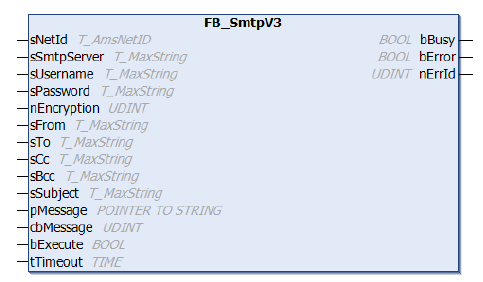 FB_SmtpV3
sNetId T_AmsNetID BOOL bBusy
sSmtpServer T_MaxString BOOL bError
sUsername T_MaxString UDINT nErrId
sPassword T_MaxString
nEncryption UDINT
sFrom T_MaxString
sTo T_MaxString
sCc T_MaxString
sBcc T_MaxString
sSubject T_MaxString
pMessage POINTER TO STRING
cbMessage UDINT
bExecute BOOL
tTimeout TIME